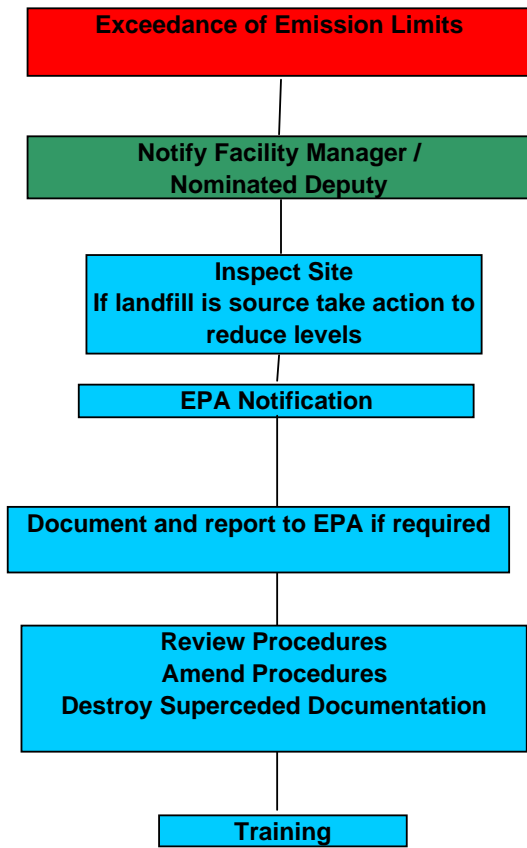 Exceedance of Emission Limits
Notify Facility Manager /
Nominated Deputy
Inspect Site
If landfill is source take action to
reduce levels
EPA Notification
Document and report to EPA if required
Review Procedures
Amend Procedures
Destroy Superceded Documentation
Training